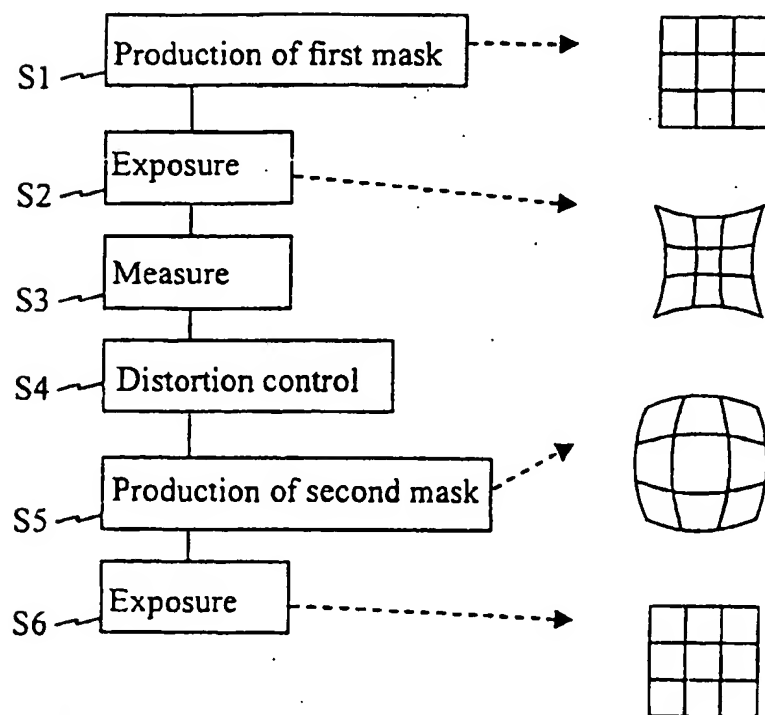 S1 Production of first mask
S2 Exposure
S3 Measure
S4 Distortion control
S5 Production of second mask
S6 Exposure